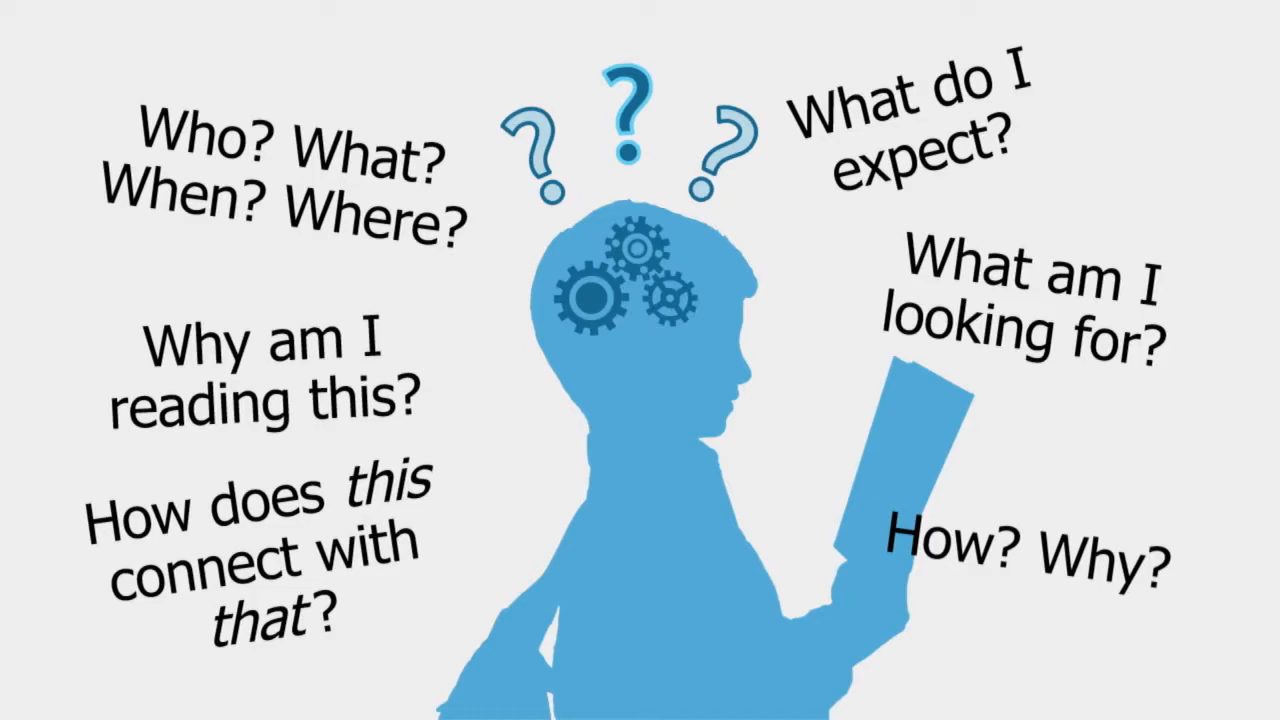 Who? What?
When? Where?
Why am I
reading this?
How does this
connect with
that?
What do I
expect?
What am I
looking for?
How? Why?
? ? ?